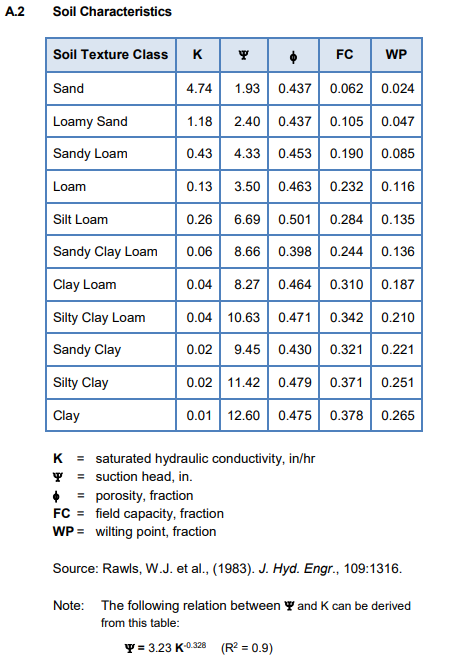 A.2 Soil Characteristics
Soil Texture Class K Ψ ϕ FC WP
Sand 4.74 1.93 0.437 0.062 0.024
Loamy Sand 1.18 2.40 0.437 0.105 0.047
Sandy Loam 0.43 4.33 0.453 0.190 0.085
Loam 0.13 3.50 0.463 0.232 0.116
Silt Loam 0.26 6.69 0.501 0.284 0.135
Sandy Clay Loam 0.06 8.66 0.398 0.244 0.136
Clay Loam 0.04 8.27 0.464 0.310 0.187
Silty Clay Loam 0.04 10.63 0.471 0.342 0.210
Sandy Clay 0.02 9.45 0.430 0.321 0.221
Silty Clay 0.02 11.42 0.479 0.371 0.251
Clay 0.01 12.60 0.475 0.378 0.265
K = saturated hydraulic conductivity, in/hr
Ψ = suction head, in.
ϕ = porosity, fraction
FC = field capacity, fraction
WP = wilting point, fraction
Source: Rawls, W.J. et al., (1983). J. Hyd. Engr., 109:1316.
Note: The following relation between Ψ and K can be derived
from this table:
Ψ = 3.23 K^-0.328 (R² = 0.9)